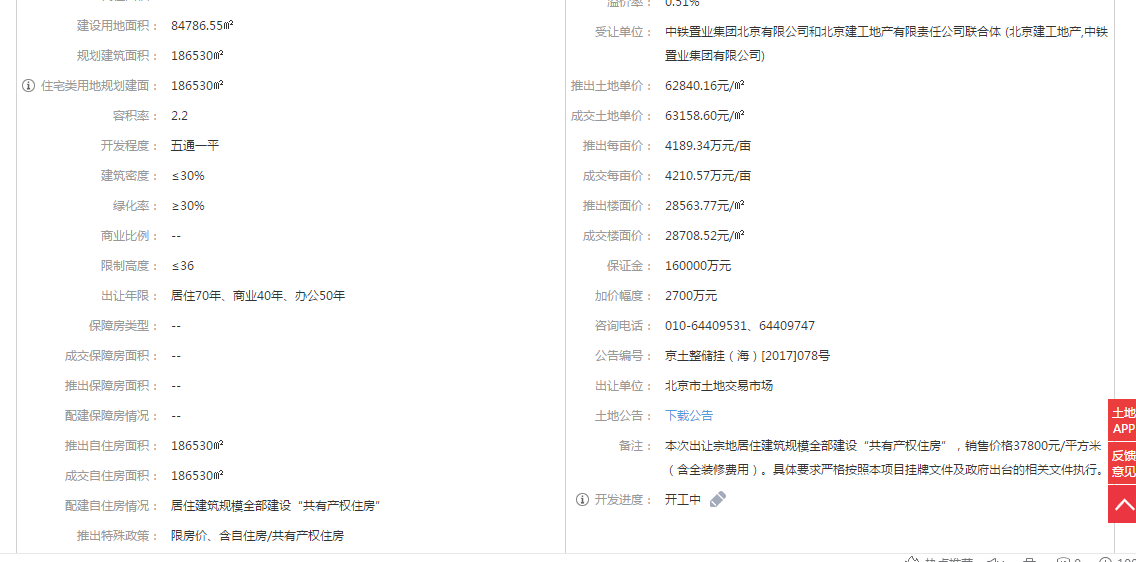 建设用地面积： 84786.55㎡
规划建筑面积： 186530㎡
住宅类用地规划建面： 186530㎡
容积率： 2.2
开发程度： 五通一平
建筑密度： ≤30%
绿化率： ≥30%
商业比例： --
限制高度： ≤36
出让年限： 居住70年、商业40年、办公50年
保障房类型： --
成交保障房面积： --
推出保障房面积： --
配建保障房情况： --
推出自住房面积： 186530㎡
成交自住房面积： 186530㎡
配建自住房情况： 居住建筑规模全部建设“共有产权住房”
推出特殊政策： 限房价、含自住房/共有产权住房
溢价率： 0.51%
受让单位： 中铁置业集团北京有限公司和北京建工地产有限责任公司联合体 (北京建工地产,中铁
置业集团有限公司)
推出土地单价： 62840.16元/㎡
成交土地单价： 63158.60元/㎡
推出每亩价： 4189.34万元/亩
成交每亩价： 4210.57万元/亩
推出楼面价： 28563.77元/㎡
成交楼面价： 28708.52元/㎡
保证金： 160000万元
加价幅度： 2700万元
咨询电话： 010-64409531、64409747
公告编号： 京土整储挂（海）[2017]078号
出让单位： 北京市土地交易市场
土地公告： 下载公告
备注： 本次出让宗地居住建筑规模全部建设“共有产权住房”，销售价格37800元/平方米
（含全装修费用）。具体要求严格按照本项目挂牌文件及政府出台的相关文件执行。
开发进度： 开工中
土地
APP
反馈
意见